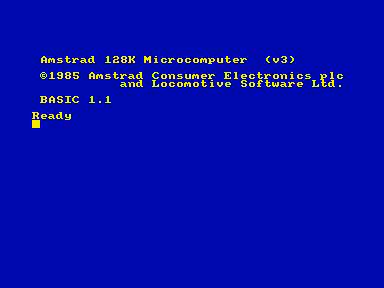 Amstrad 128K Microcomputer  (v3)
©1985 Amstrad Consumer Electronics plc
and Locomotive Software Ltd.
BASIC 1.1
Ready